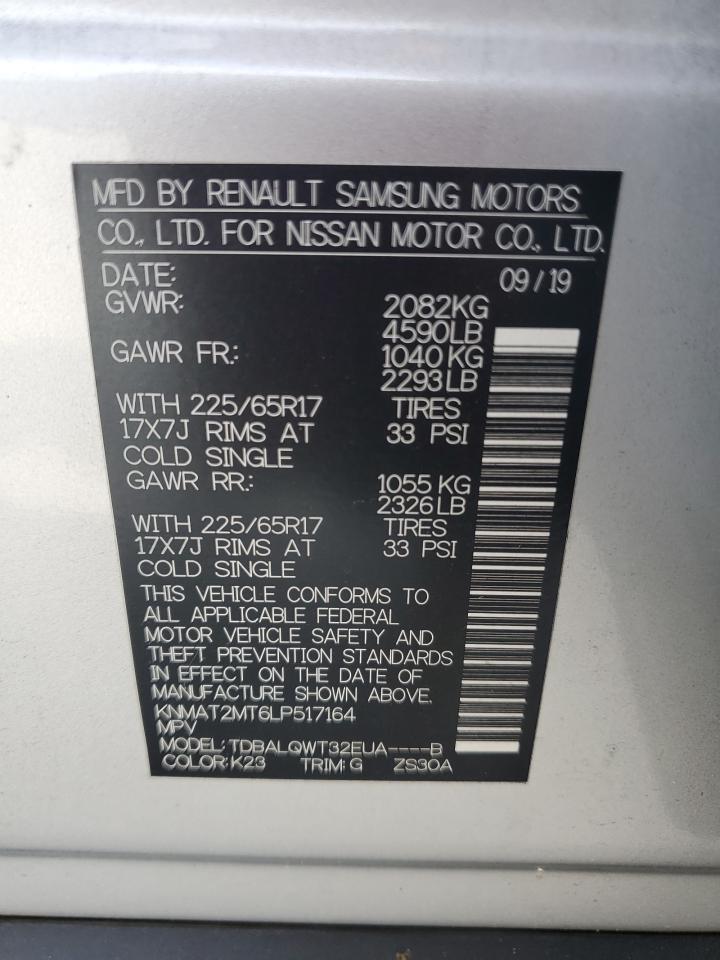 MFD BY RENAULT SAMSUNG MOTORS
CO., LTD. FOR NISSAN MOTOR CO., LTD.
DATE: 09/19
GVWR: 2082KG
4590LB
GAWR FR.: 1040KG
2293LB
WITH 225/65R17 TIRES
17X7J RIMS AT 33 PSI
COLD SINGLE
GAWR RR.: 1055KG
2326LB
WITH 225/65R17 TIRES
17X7J RIMS AT 33 PSI
COLD SINGLE
THIS VEHICLE CONFORMS TO
ALL APPLICABLE FEDERAL
MOTOR VEHICLE SAFETY AND
THEFT PREVENTION STANDARDS
IN EFFECT ON THE DATE OF
MANUFACTURE SHOWN ABOVE.
KNMAT2MT6LP517164
MPV
MODEL: TDBALQWT32EUA----B
COLOR: K23 TRIM: G ZS30A